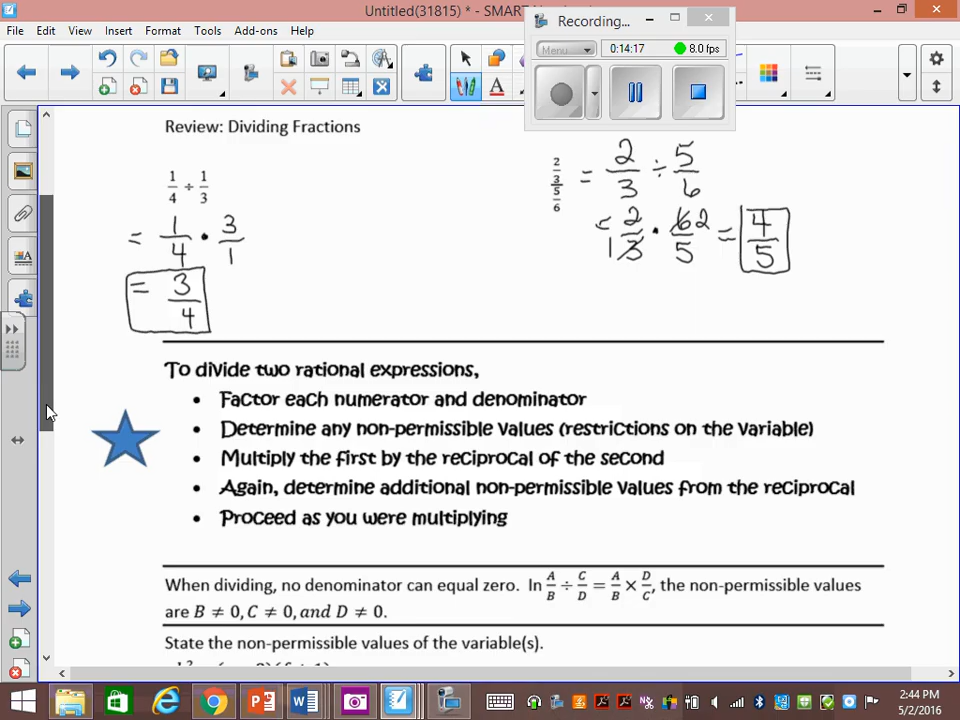 Untitled(31815) * - SMART
Recording...
File Edit View Insert Format Tools Add-ons Help
Menu 0:14:17 8.0 fps
Review: Dividing Fractions
1/4 ÷ 1/3
= 1/4 • 3/1
= 3/4
2/3 / 5/6 = 2/3 ÷ 5/6
1 2/3 • 6 2/5 = 4/5
To divide two rational expressions,
• Factor each numerator and denominator
• Determine any non-permissible values (restrictions on the variable)
• Multiply the first by the reciprocal of the second
• Again, determine additional non-permissible values from the reciprocal
• Proceed as you were multiplying
When dividing, no denominator can equal zero. In A/B ÷ C/D = A/B × D/C, the non-permissible values
are B ≠ 0, C ≠ 0, and D ≠ 0.
State the non-permissible values of the variable(s).
2:44 PM
5/2/2016